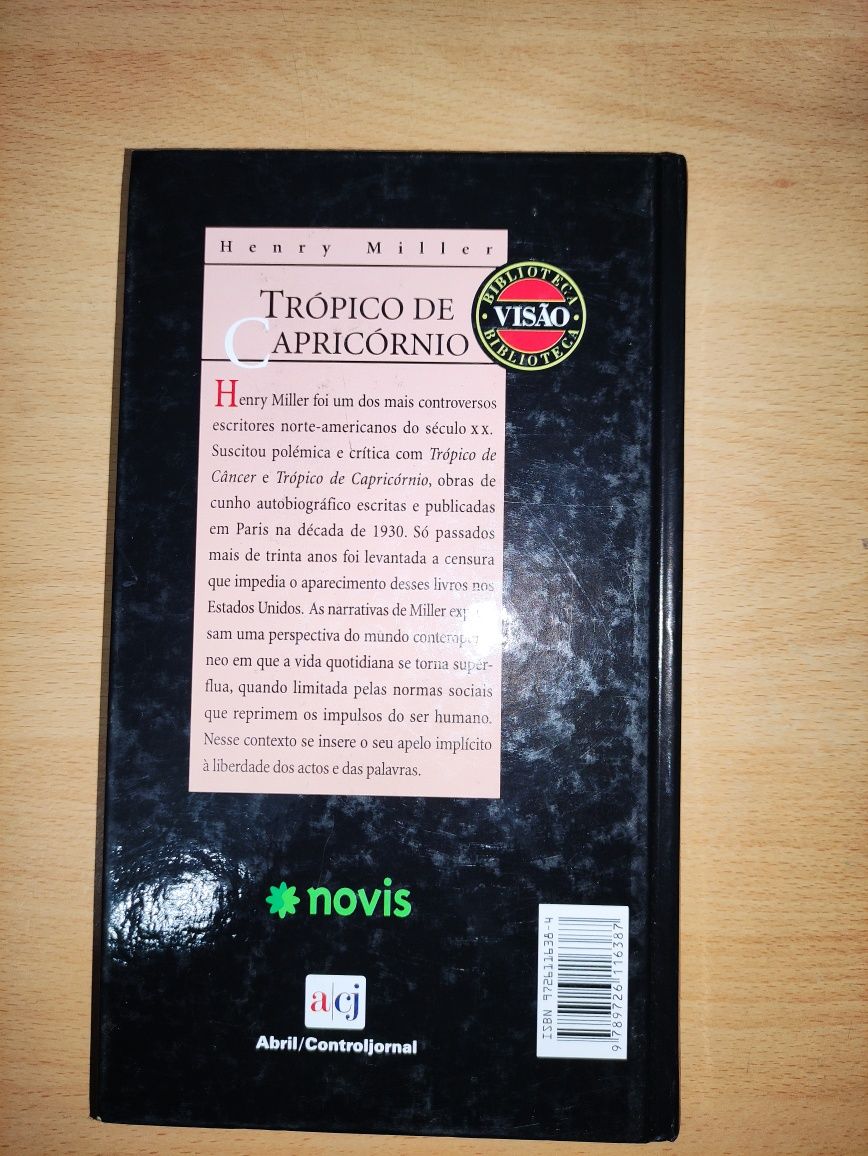 Henry Miller
TRÓPICO DE
CAPRICÓRNIO
BIBLIOTECA
VISÃO
BIBLIOTECA
Henry Miller foi um dos mais controversos
escritores norte-americanos do século XX.
Suscitou polémica e crítica com Trópico de
Câncer e Trópico de Capricórnio, obras de
cunho autobiográfico escritas e publicadas
em Paris na década de 1930. Só passados
mais de trinta anos foi levantada a censura
que impedia o aparecimento desses livros nos
Estados Unidos. As narrativas de Miller
sam uma perspectiva do mundo
neo em que a vida quotidiana se torna supér-
flua, quando limitada pelas normas sociais
que reprimem os impulsos do ser humano.
Nesse contexto se insere o seu apelo implícito
à liberdade dos actos e das palavras.
novis
a|cj
Abril/Controljornal
ISBN 972611638-4
9 789726 116387